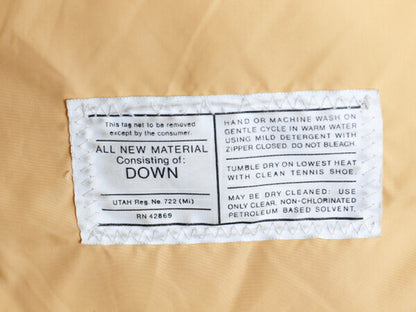 This tag not to be removed
except by the consumer.
ALL NEW MATERIAL
Consisting of:
DOWN
UTAH Reg. No 722 (Mi)
RN 42869
HAND OR MACHINE WASH ON
GENTLE CYCLE IN WARM WATER
USING MILD DETERGENT WITH
ZIPPER CLOSED. DO NOT BLEACH.
TUMBLE DRY ON LOWEST HEAT
WITH CLEAN TENNIS SHOE
MAY BE DRY CLEANED: USE
ONLY CLEAR, NON-CHLORINATED
PETROLEUM BASED SOLVENT.